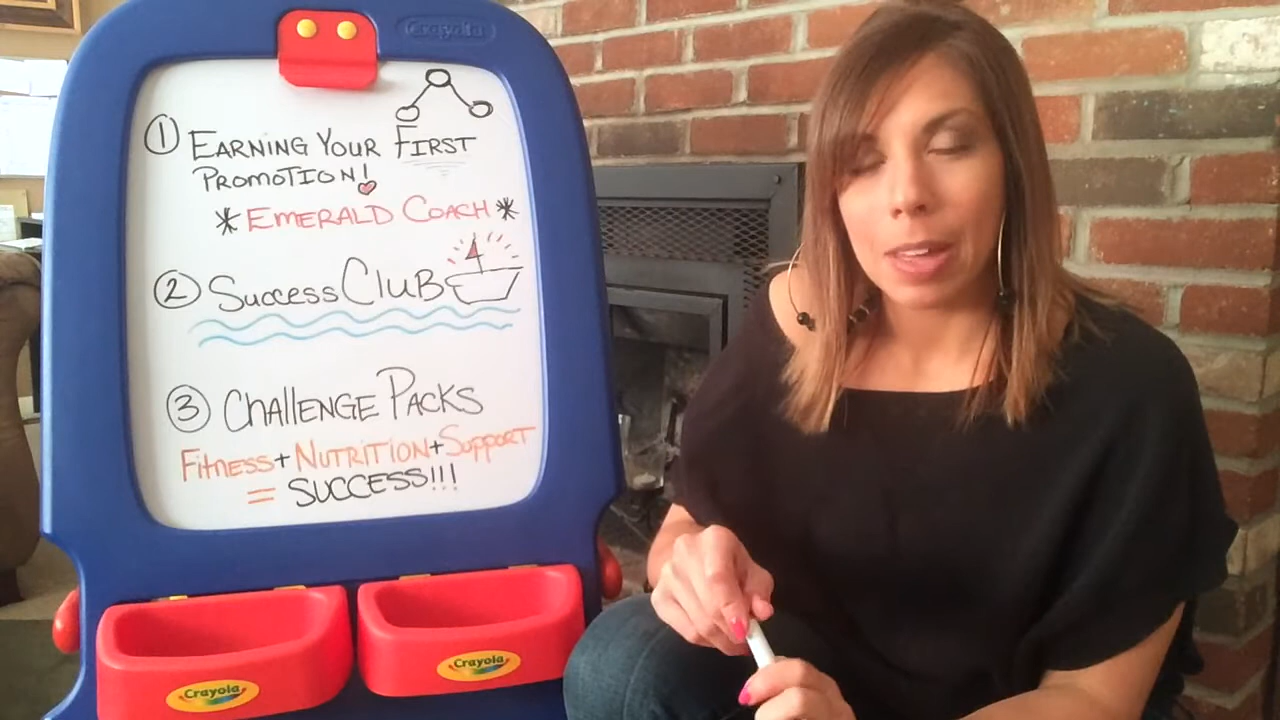 Crayola
1 EARNING YOUR FIRST
PROMOTION!
* EMERALD COACH *
2 SUCCESS CLUB
3 CHALLENGE PACKS
FITNESS + NUTRITION + SUPPORT
= SUCCESS!!!
Crayola
Crayola